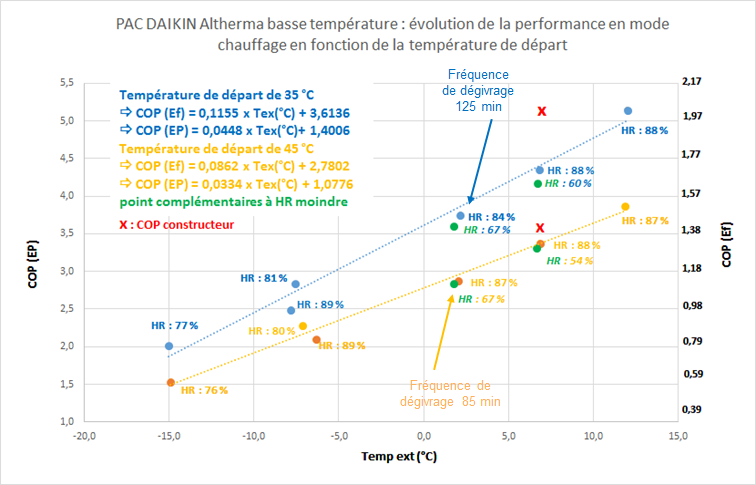 PAC DAIKIN Altherma basse température : évolution de la performance en mode
chauffage en fonction de la température de départ
5,5
5,0
4,5
4,0
3,5
3,0
2,5
2,0
1,5
1,0
COP (EP)
2,17
1,97
1,77
1,57
1,38
1,18
0,98
0,79
0,59
0,39
COP (Ef)
Température de départ de 35 °C
⇨ COP (Ef) = 0,1155 x Tex(°C) + 3,6136
⇨ COP (EP) = 0,0448 x Tex(°C)+ 1,4006
Température de départ de 45 °C
⇨ COP (Ef) = 0,0862 x Tex(°C) + 2,7802
⇨ COP (EP) = 0,0334 x Tex(°C) + 1,0776
point complémentaires à HR moindre
X : COP constructeur
Fréquence
de dégivrage
125 min
X
HR : 88 %
HR : 88 %
HR : 60 %
HR : 84 %
HR : 67 %
X
HR : 87 %
HR : 88 %
HR : 54 %
HR : 81 %
HR : 87 %
HR : 67 %
HR : 89 %
HR : 77 %
HR : 80 %
HR : 89 %
HR : 76 %
Fréquence de
dégivrage 85 min
-20,0
-15,0
-10,0
-5,0
0,0
5,0
10,0
15,0
Temp ext (°C)